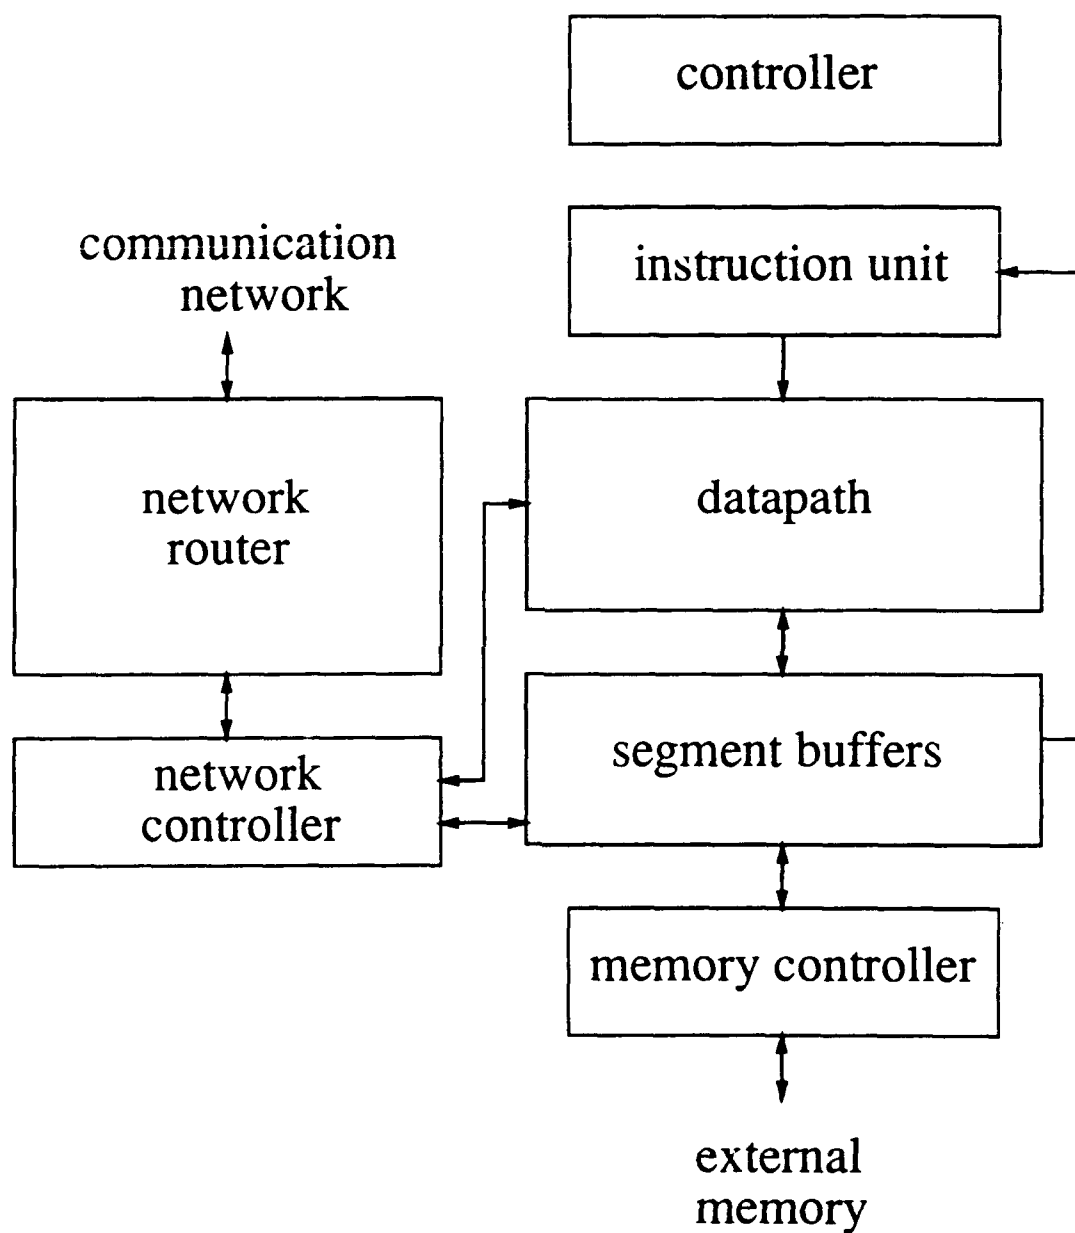 controller
communication
network
instruction unit
network
router
datapath
network
controller
segment buffers
memory controller
external
memory